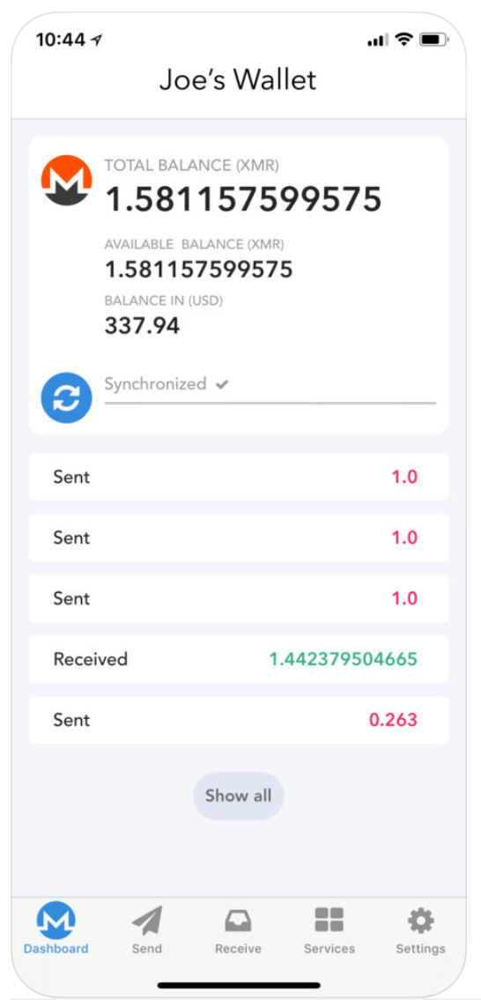 10:44
Joe's Wallet
TOTAL BALANCE (XMR)
1.581157599575
AVAILABLE BALANCE (XMR)
1.581157599575
BALANCE IN (USD)
337.94
Synchronized
Sent 1.0
Sent 1.0
Sent 1.0
Received 1.442379504665
Sent 0.263
Show all
Dashboard Send Receive Services Settings